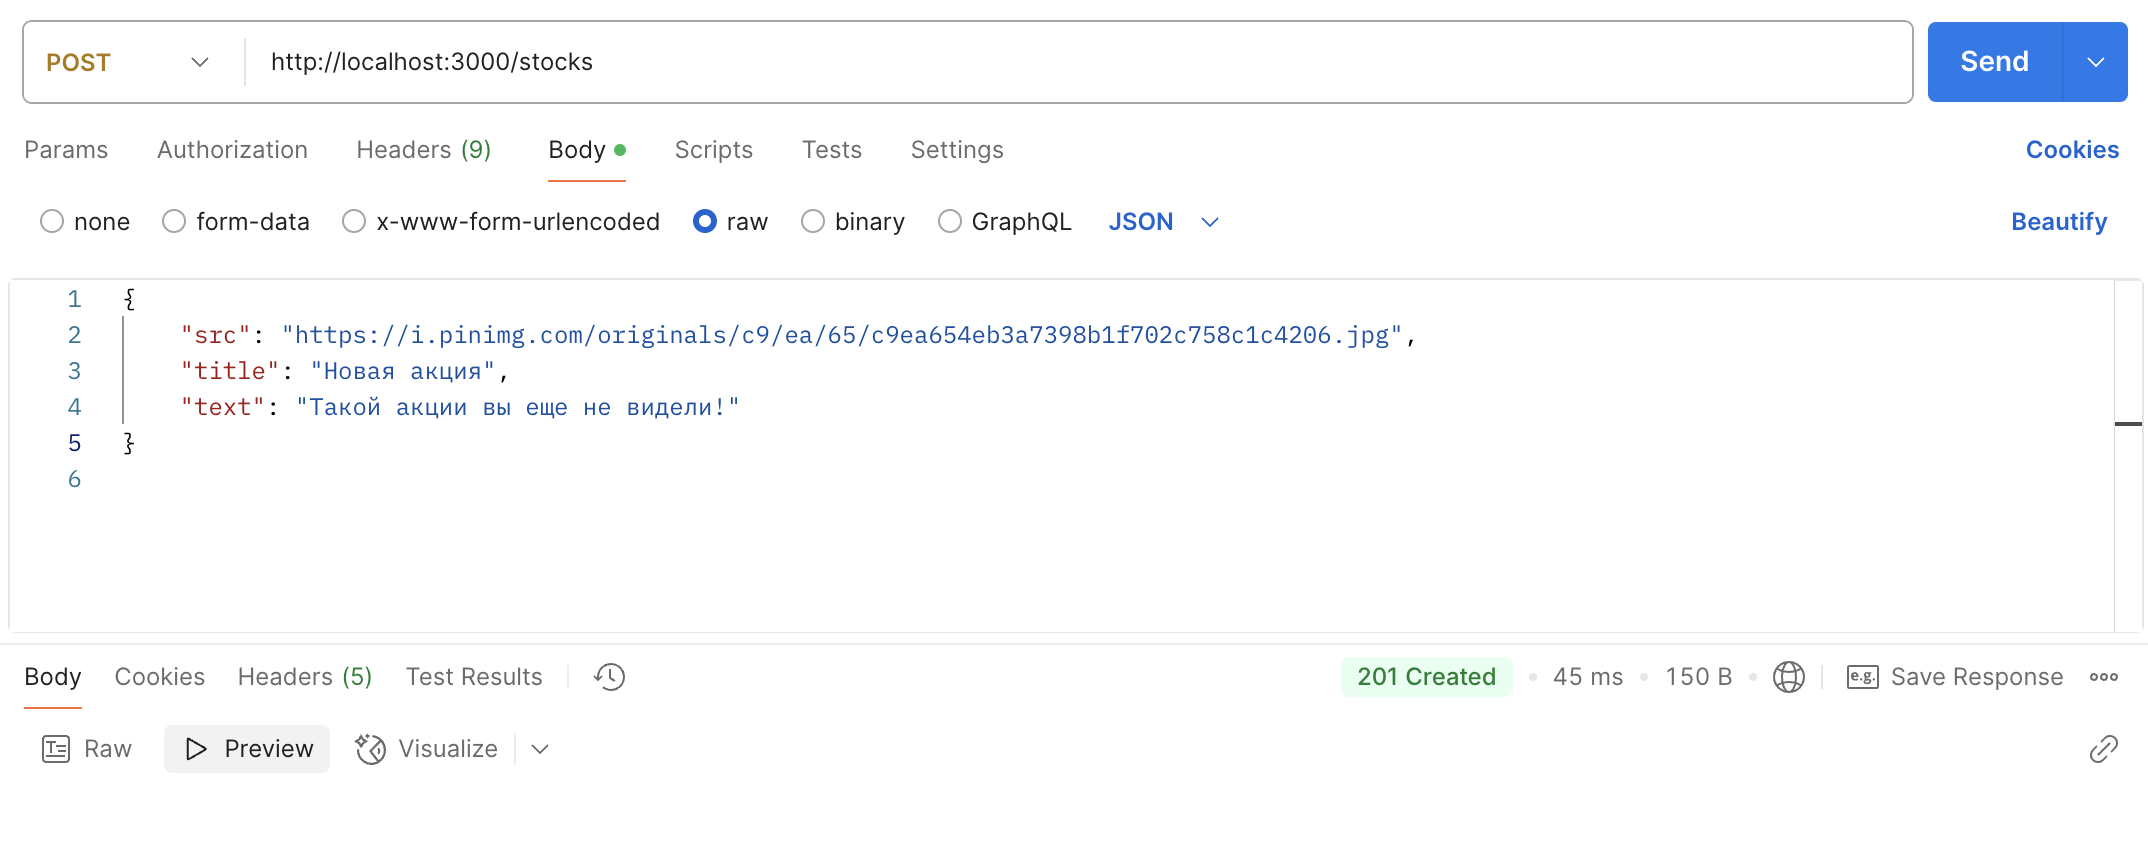 POST http://localhost:3000/stocks Send
Params Authorization Headers (9) Body Scripts Tests Settings Cookies
none form-data x-www-form-urlencoded raw binary GraphQL JSON Beautify
1 {
2 "src": "https://i.pinimg.com/originals/c9/ea/65/c9ea654eb3a7398b1f702c758c1c4206.jpg",
3 "title": "Новая акция",
4 "text": "Такой акции вы еще не видели!"
5 }
6
Body Cookies Headers (5) Test Results 201 Created • 45 ms • 150 B • e.g. Save Response
Raw Preview Visualize